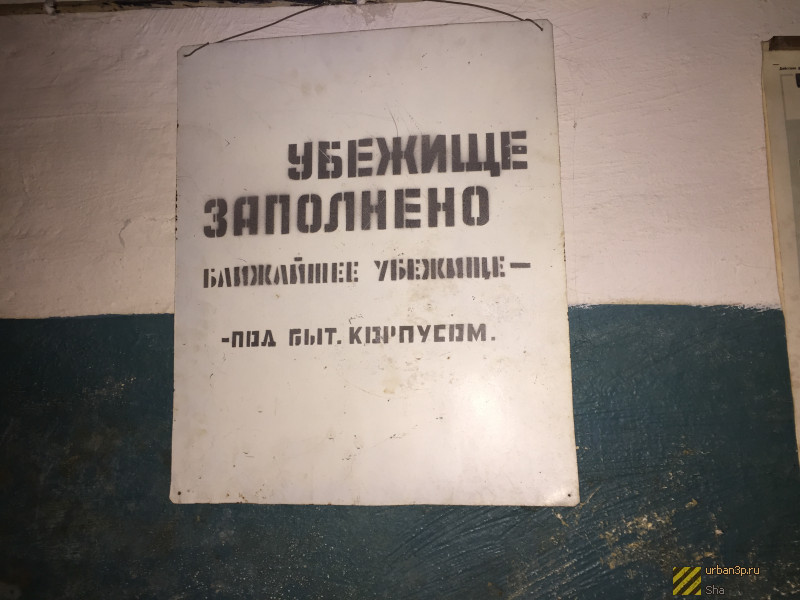 УБЕЖИЩЕ
ЗАПОЛНЕНО
БЛИЖАЙШЕЕ УБЕЖИЩЕ —
-ПОД БЫТ. КОРПУСОМ.
urban3p.ru
Sha